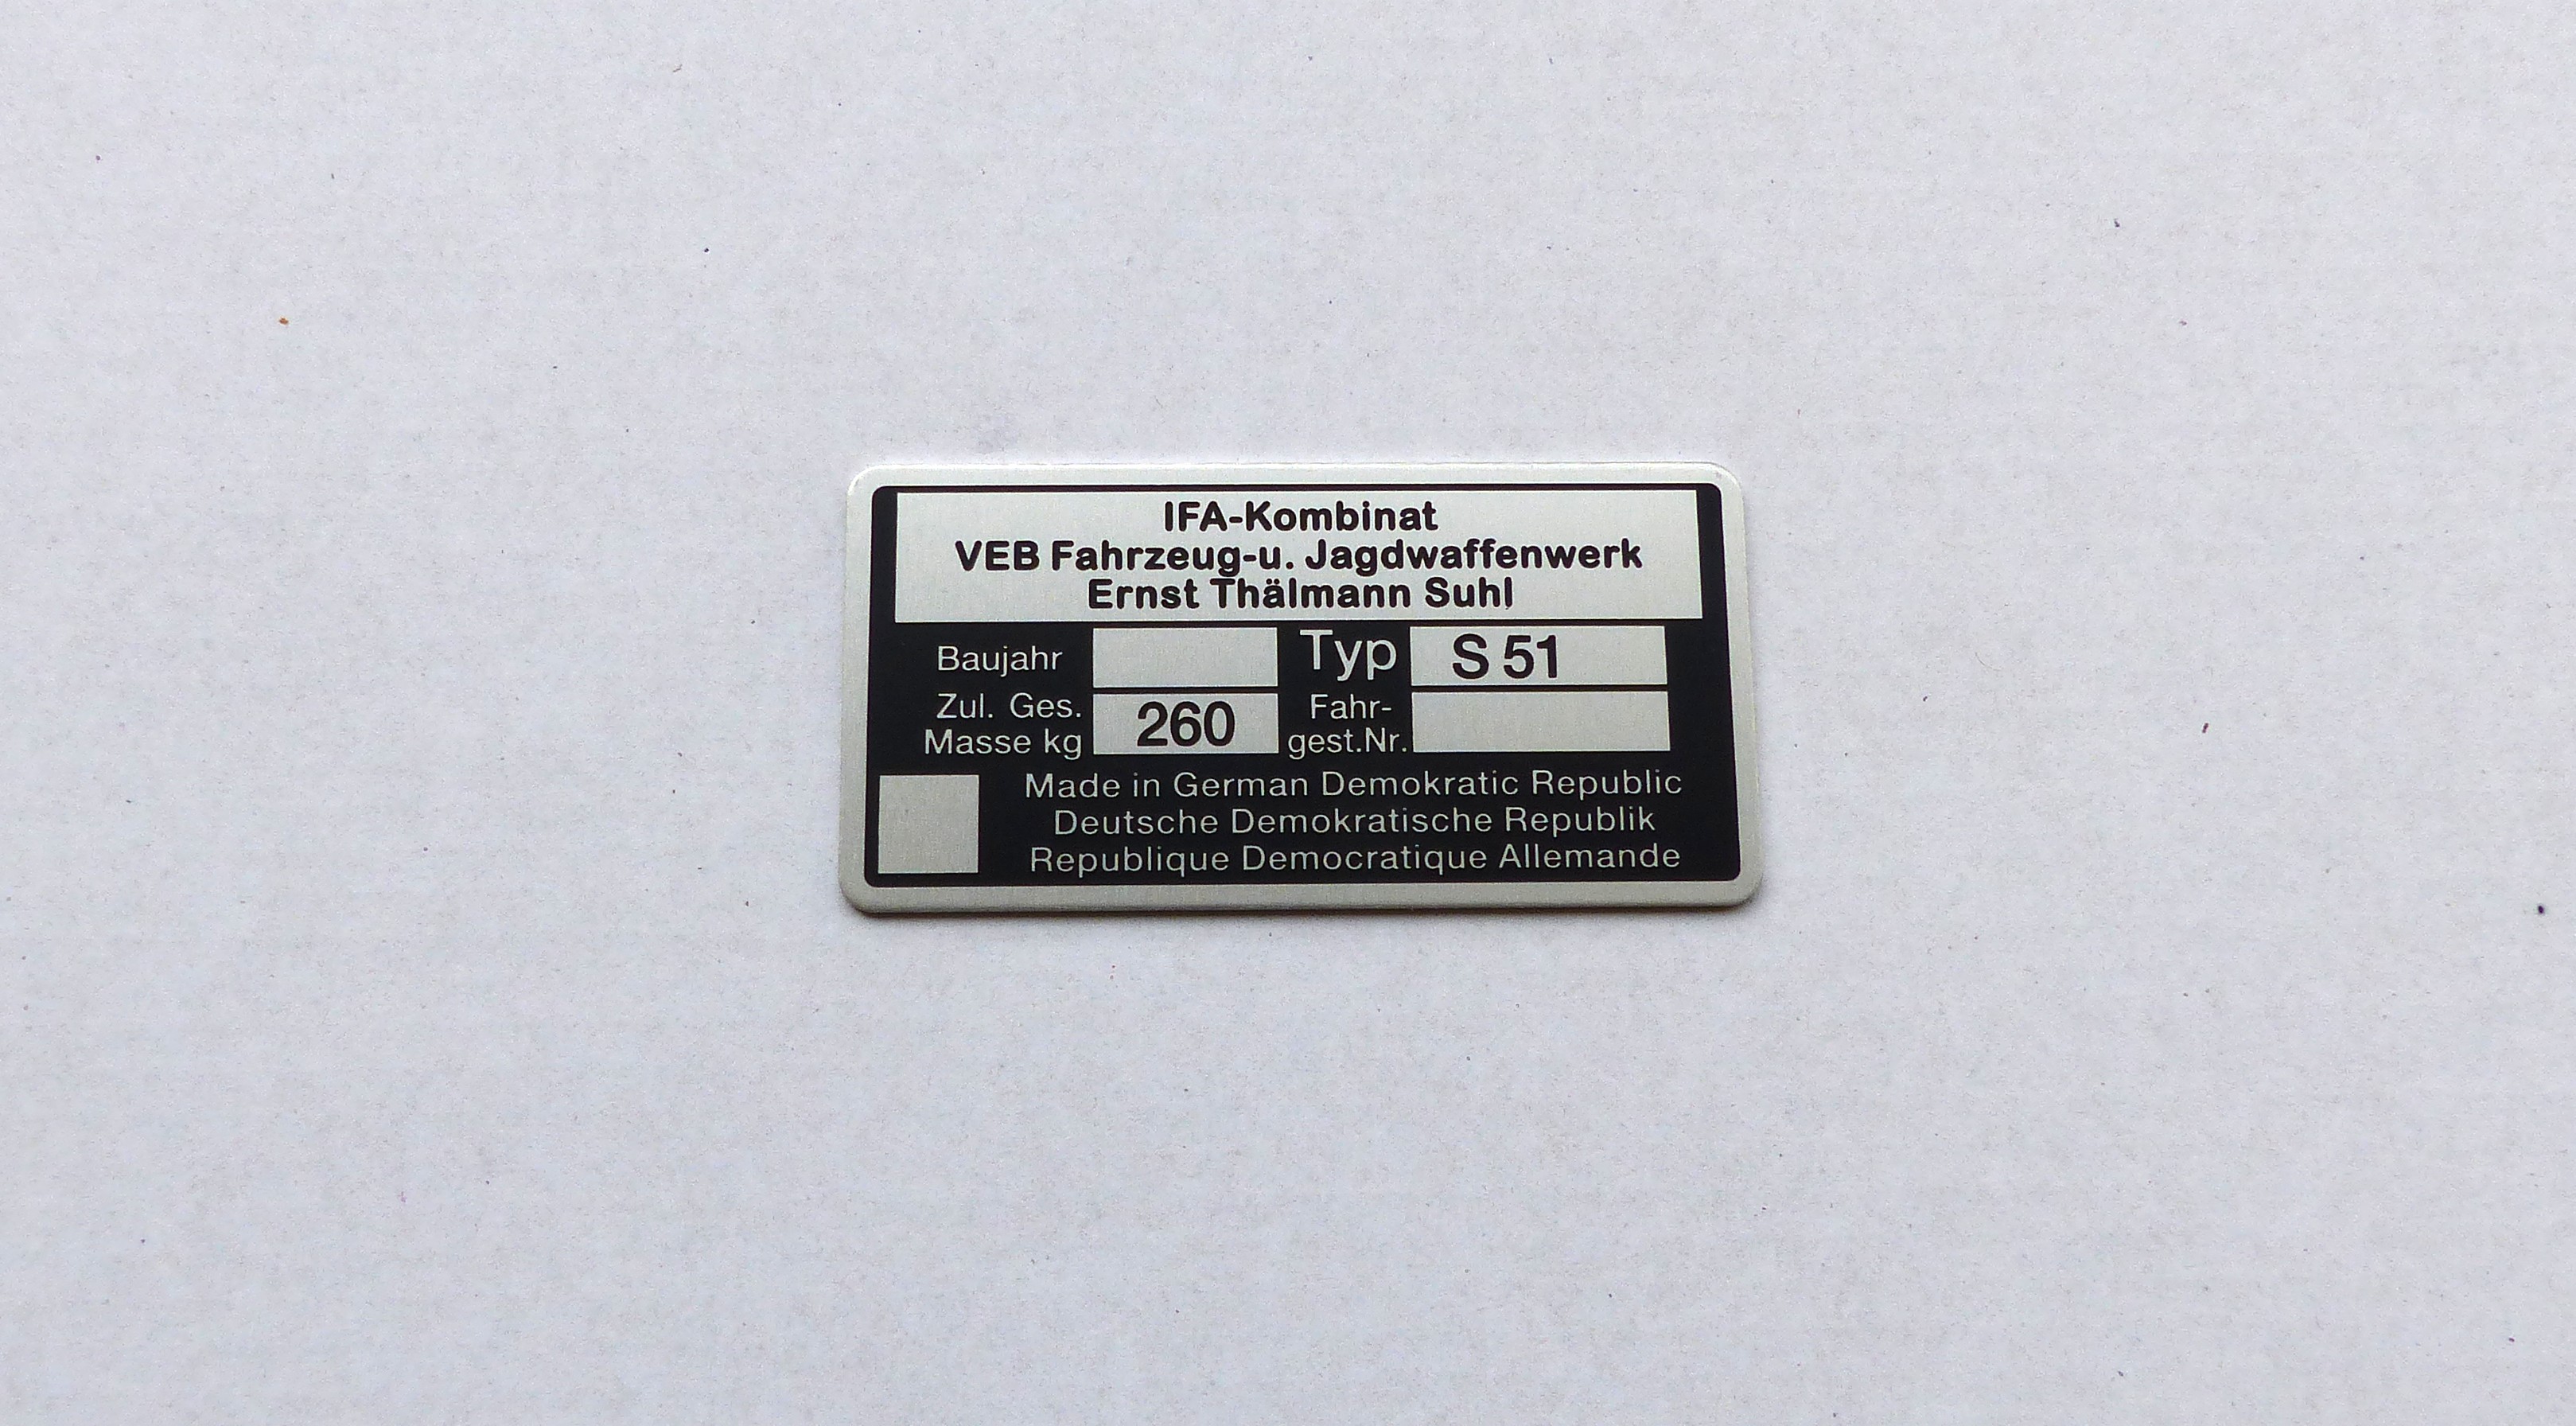 IFA-Kombinat
VEB Fahrzeug-u. Jagdwaffenwerk
Ernst Thälmann Suhl
Baujahr Typ S 51
Zul. Ges. Masse kg 260 Fahr-
gest.Nr.
Made in German Demokratic Republic
Deutsche Demokratische Republik
Republique Democratique Allemande